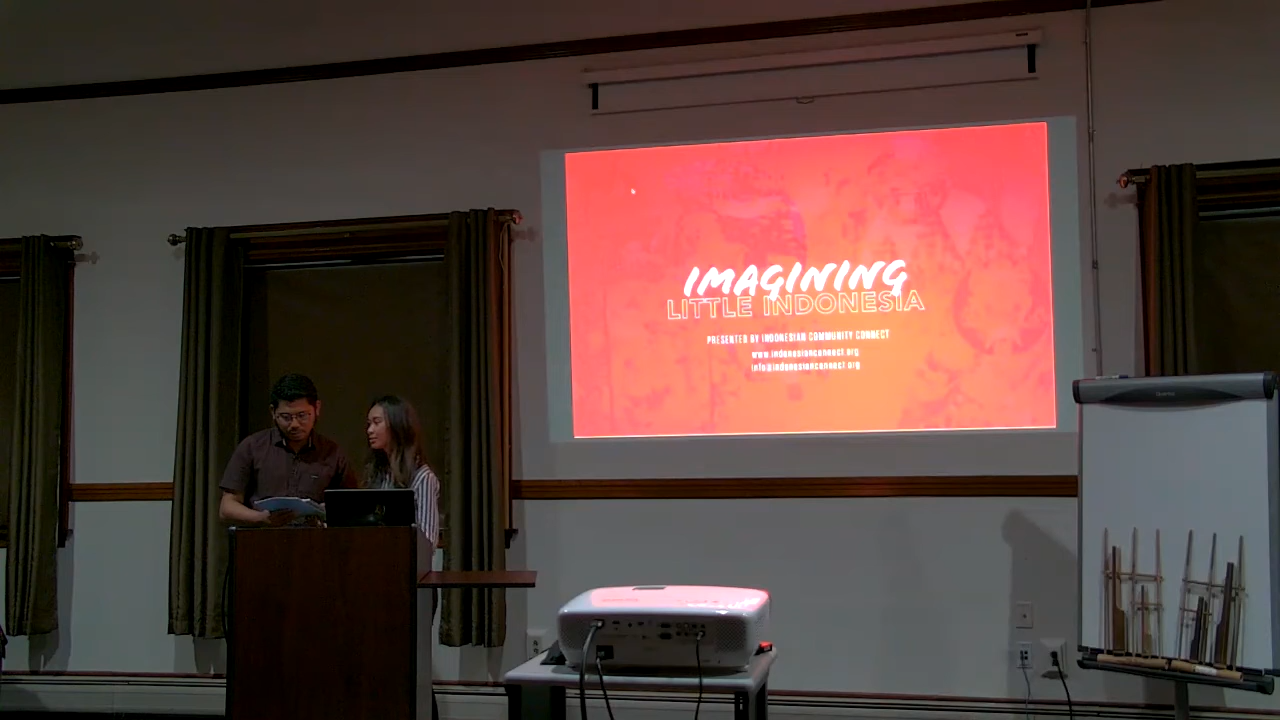 IMAGINING
LITTLE INDONESIA
PRESENTED BY INDONESIAN COMMUNITY CONNECT
www.indonesianconnect.org
info@indonesianconnect.org